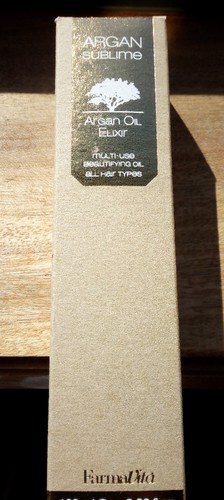 ARGAN
SUBLIME
Argan Oil
Elixir
MULTI-USE
BEAUTIFYING OIL
ALL HAIR TYPES
FarmaVita